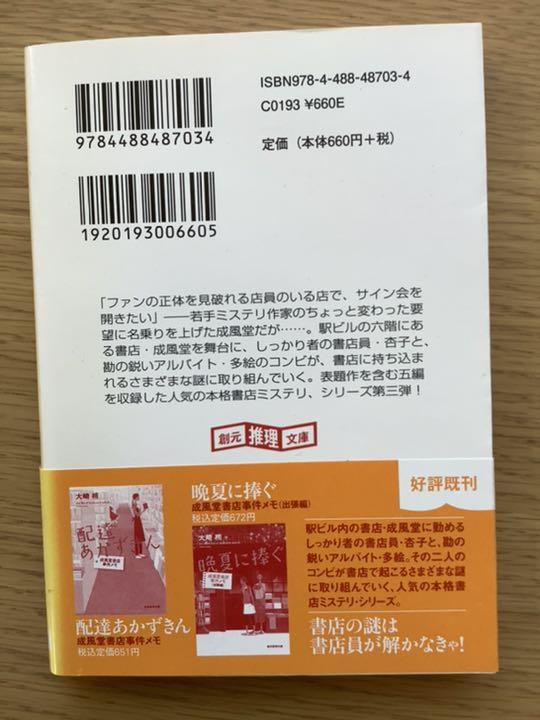 ISBN978-4-488-48703-4
C0193 ¥660E
9784488487034
定価（本体660円＋税）
1920193006605
「ファンの正体を見破れる店員のいる店で、サイン会を
開きたい」――若手ミステリ作家のちょっと変わった要
望に名乗りを上げた成風堂だが……。駅ビルの六階にあ
る書店・成風堂を舞台に、しっかり者の書店員・杏子と、
勘の鋭いアルバイト・多絵のコンビが、書店に持ち込ま
れるさまざまな謎に取り組んでいく。表題作を含む五編
を収録した人気の本格書店ミステリ、シリーズ第三弾！
創元 推理 文庫
好評既刊
晩夏に捧ぐ
成風堂書店事件メモ（出張編）
税込定価672円
大崎 梢
配達
あかずきん
成風堂書店
事件メモ
大崎 梢
晩夏に捧ぐ
配達あかずきん
成風堂書店事件メモ
税込定価651円
駅ビル内の書店・成風堂に勤める
しっかり者の書店員・杏子と、勘
の鋭いアルバイト・多絵。その二人の
コンビが書店で起こるさまざまな謎
に取り組んでいく、人気の本格書
店ミステリ・シリーズ。
書店の謎は
書店員が解かなきゃ！